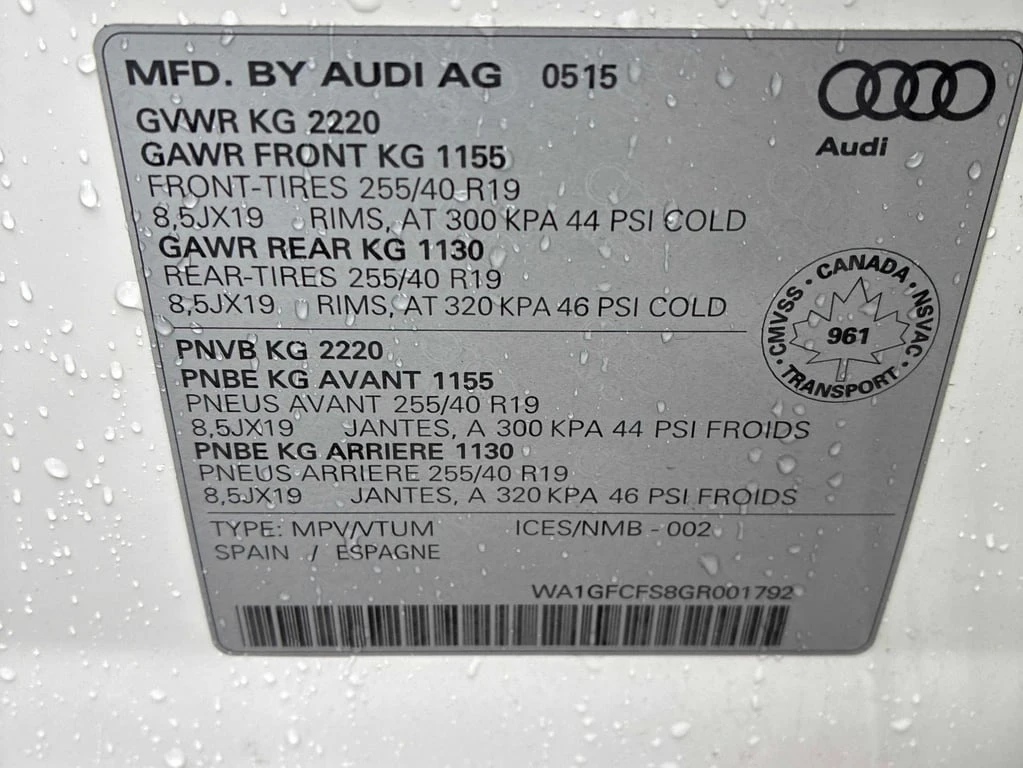 MFD. BY AUDI AG 0515
Audi
GVWR KG 2220
GAWR FRONT KG 1155
FRONT-TIRES 255/40 R19
8,5JX19 RIMS, AT 300 KPA 44 PSI COLD
GAWR REAR KG 1130
REAR-TIRES 255/40 R19
8,5JX19 RIMS, AT 320 KPA 46 PSI COLD
CMVSS · CANADA · NSVAC · TRANSPORT ·
961
PNVB KG 2220
PNBE KG AVANT 1155
PNEUS AVANT 255/40 R19
8,5JX19 JANTES, A 300 KPA 44 PSI FROIDS
PNBE KG ARRIERE 1130
PNEUS ARRIERE 255/40 R19
8,5JX19 JANTES, A 320 KPA 46 PSI FROIDS
TYPE: MPV/VTUM ICES/NMB - 002
SPAIN / ESPAGNE
WA1GFCFS8GR001792